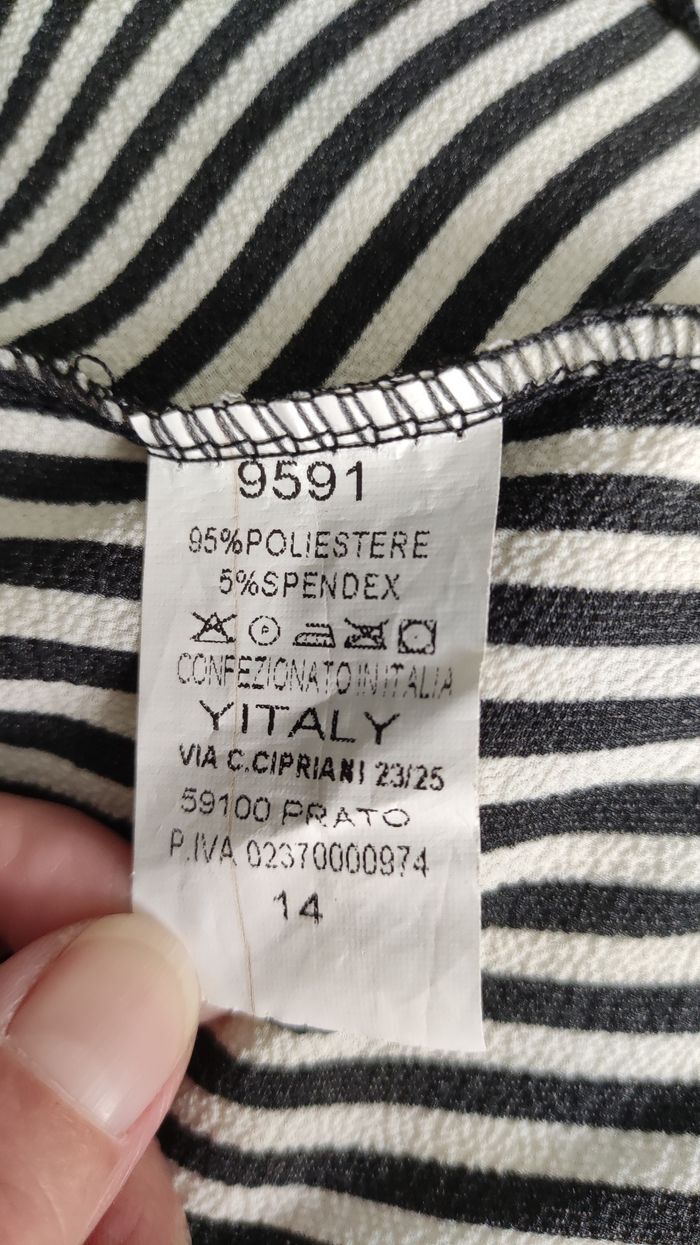 9591
95%POLIESTERE
5%SPENDEX
P
CONFEZIONATO IN ITALIA
YITALY
VIA C.CIPRIANI 23/25
59100 PRATO
P.IVA 02370000974
14